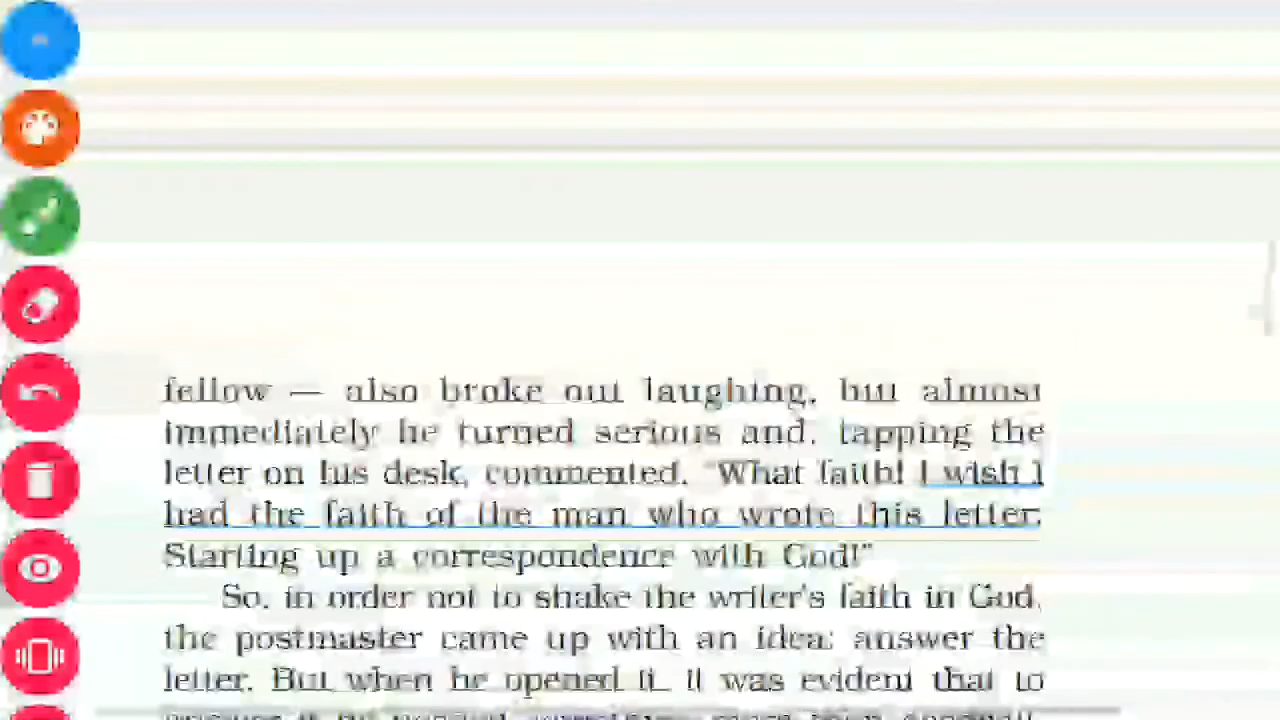 fellow — also broke out laughing, but almost
immediately he turned serious and, tapping the
letter on his desk, commented, "What faith! I wish I
had the faith of the man who wrote this letter.
Starting up a correspondence with God!"
So, in order not to shake the writer's faith in God,
the postmaster came up with an idea: answer the
letter. But when he opened it, it was evident that to